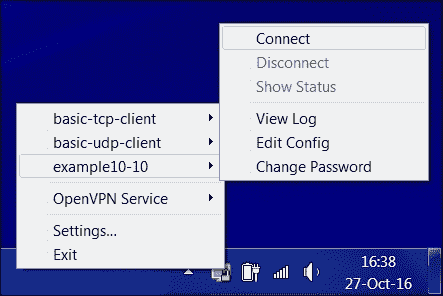 Connect
Disconnect
Show Status
View Log
Edit Config
Change Password
basic-tcp-client
basic-udp-client
example10-10
OpenVPN Service
Settings...
Exit
16:38
27-Oct-16